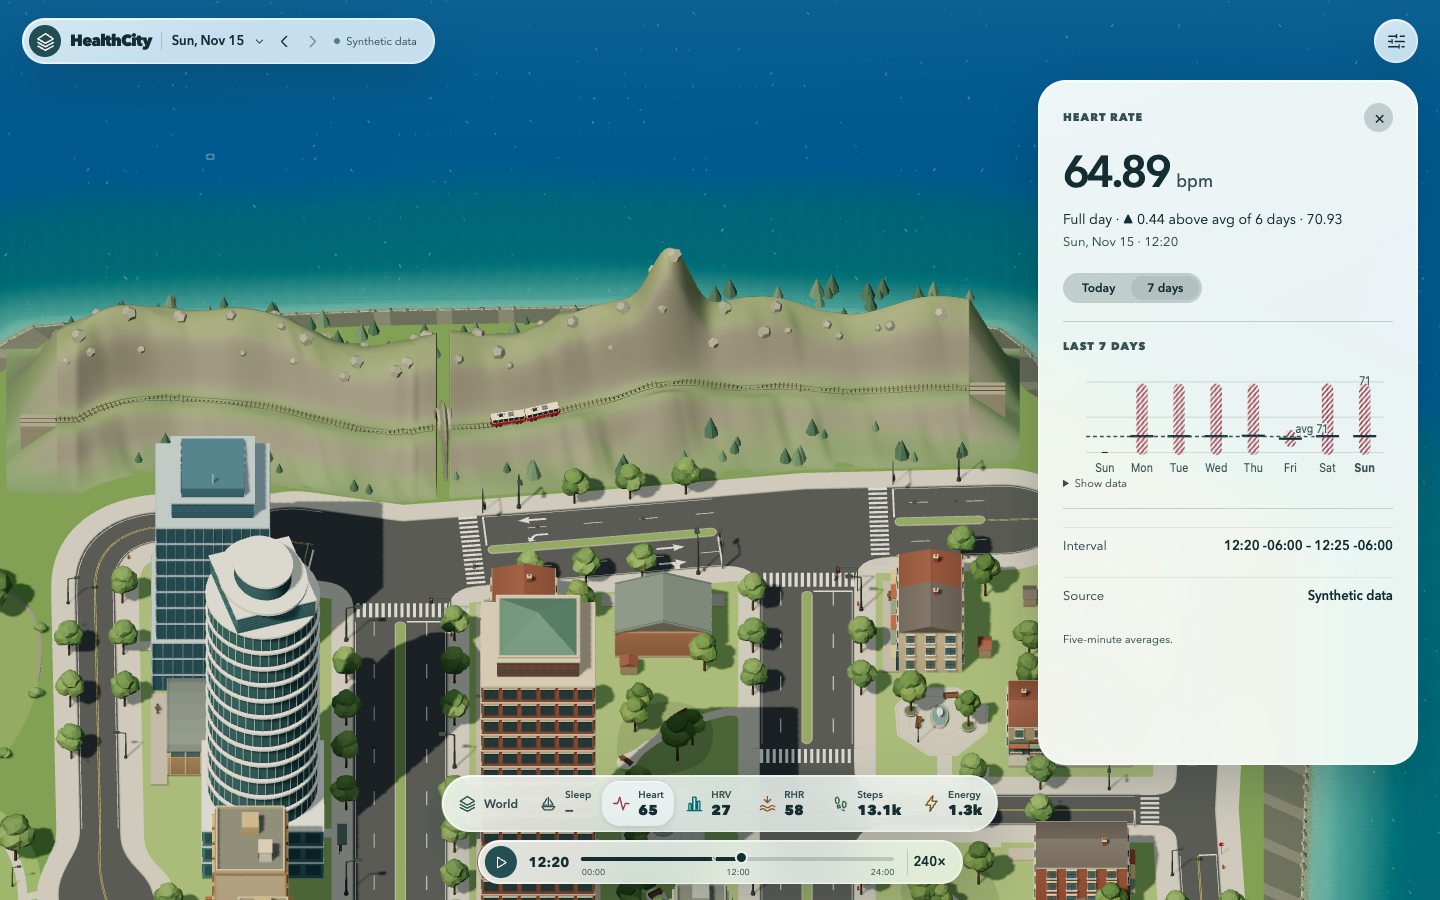 HealthCity Sun, Nov 15 Synthetic data
HEART RATE
64.89 bpm
Full day · ▲ 0.44 above avg of 6 days · 70.93
Sun, Nov 15 · 12:20
Today 7 days
LAST 7 DAYS
71
avg 71
Sun Mon Tue Wed Thu Fri Sat Sun
Show data
Interval 12:20 -06:00 – 12:25 -06:00
Source Synthetic data
Five-minute averages.
World
Sleep –
Heart 65
HRV 27
RHR 58
Steps 13.1k
Energy 1.3k
12:20 240×
00:00 12:00 24:00